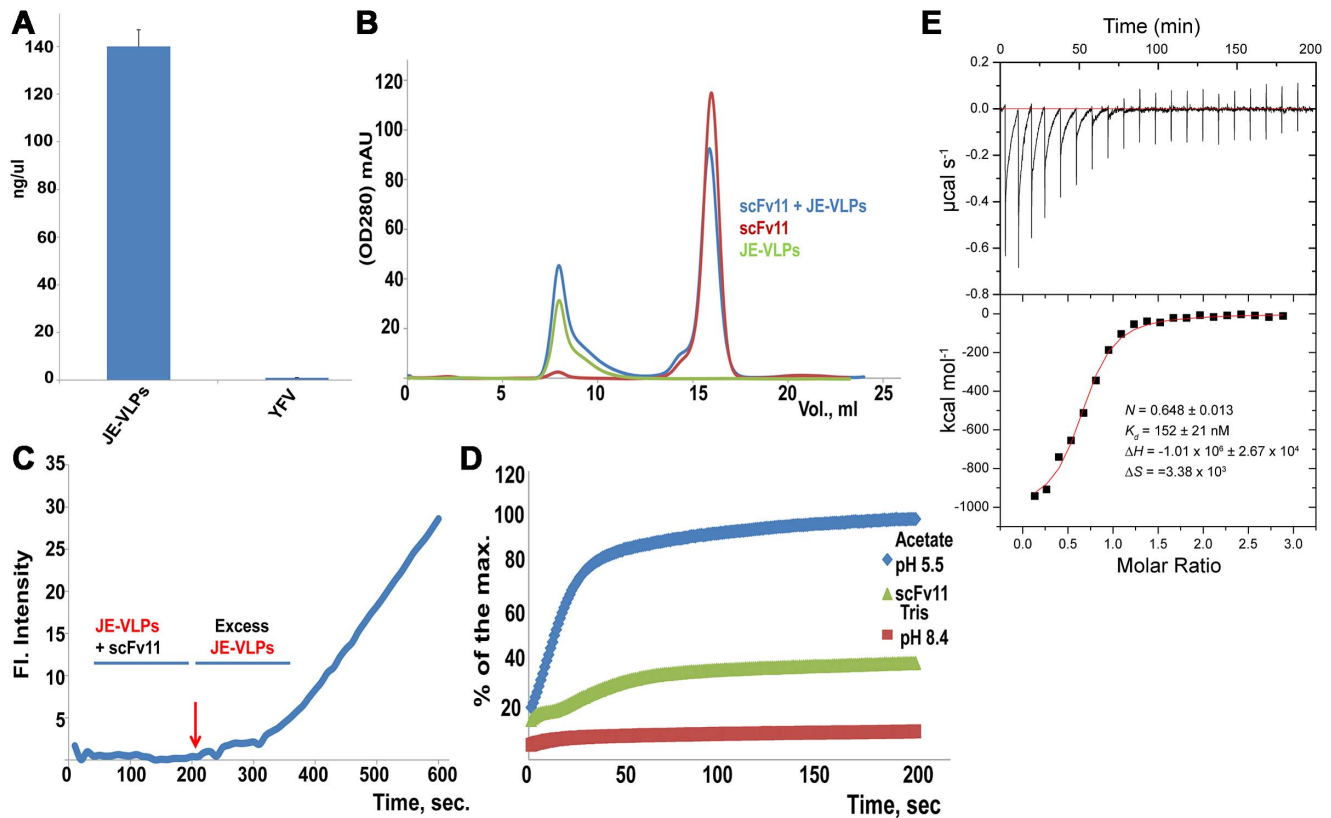 A
ng/ul
140
120
100
80
60
40
20
0
JE-VLPs
YFV
B
(OD280) mAU
120
100
80
60
40
20
0
5
10
15
20
25
Vol., ml
scFv11 + JE-VLPs
scFv11
JE-VLPs
C
Fl. Intensity
35
30
25
20
15
10
5
0
100
200
300
400
500
600
Time, sec.
JE-VLPs
+ scFv11
Excess
JE-VLPs
D
% of the max.
120
100
80
60
40
20
0
50
100
150
200
Time, sec
Acetate
pH 5.5
scFv11
Tris
pH 8.4
E
Time (min)
0
50
100
150
200
µcal s-1
0.2
0.0
-0.2
-0.4
-0.6
-0.8
kcal mol-1
0
-200
-400
-600
-800
-1000
N = 0.648 ± 0.013
Kd = 152 ± 21 nM
ΔH = -1.01 x 10⁶ ± 2.67 x 10⁴
ΔS = =3.38 x 10³
0.0
0.5
1.0
1.5
2.0
2.5
3.0
Molar Ratio